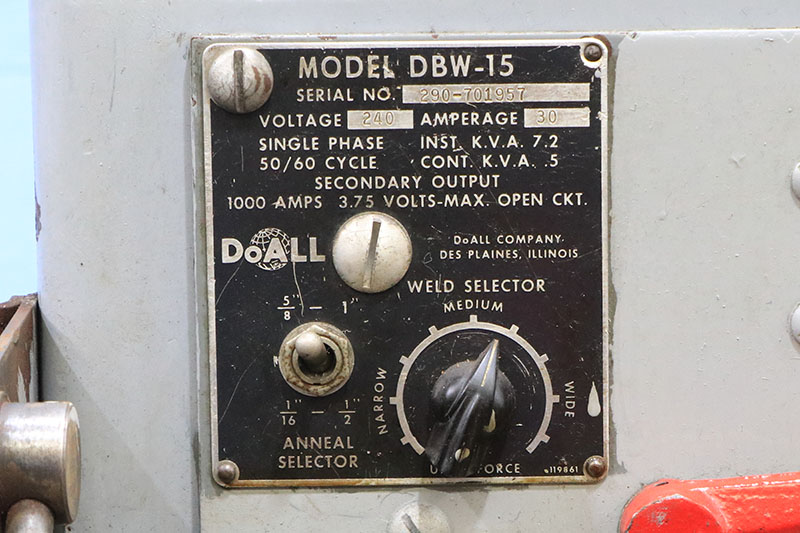 MODEL DBW-15
SERIAL NO. 290-701957
VOLTAGE 240 AMPERAGE 30
SINGLE PHASE INST. K.V.A. 7.2
50/60 CYCLE CONT. K.V.A. .5
SECONDARY OUTPUT
1000 AMPS 3.75 VOLTS-MAX. OPEN CKT.
DoALL
DoALL COMPANY
DES PLAINES, ILLINOIS
WELD SELECTOR
MEDIUM
NARROW
WIDE
5/8" – 1"
1/16" – 1/2"
ANNEAL
SELECTOR
FORCE
119861